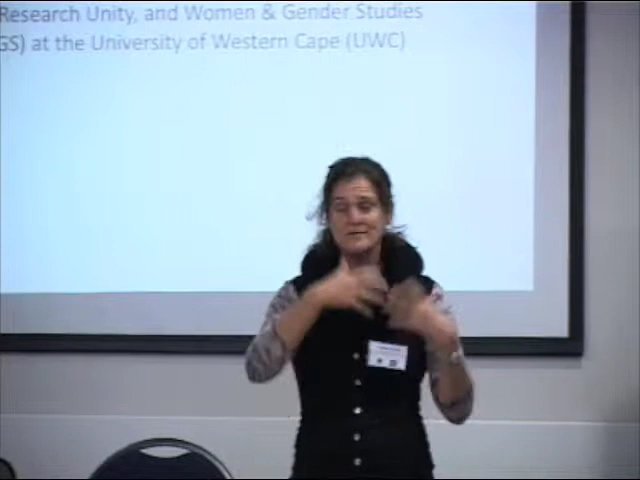 Research Unity, and Women & Gender Studies
GS) at the University of Western Cape (UWC)